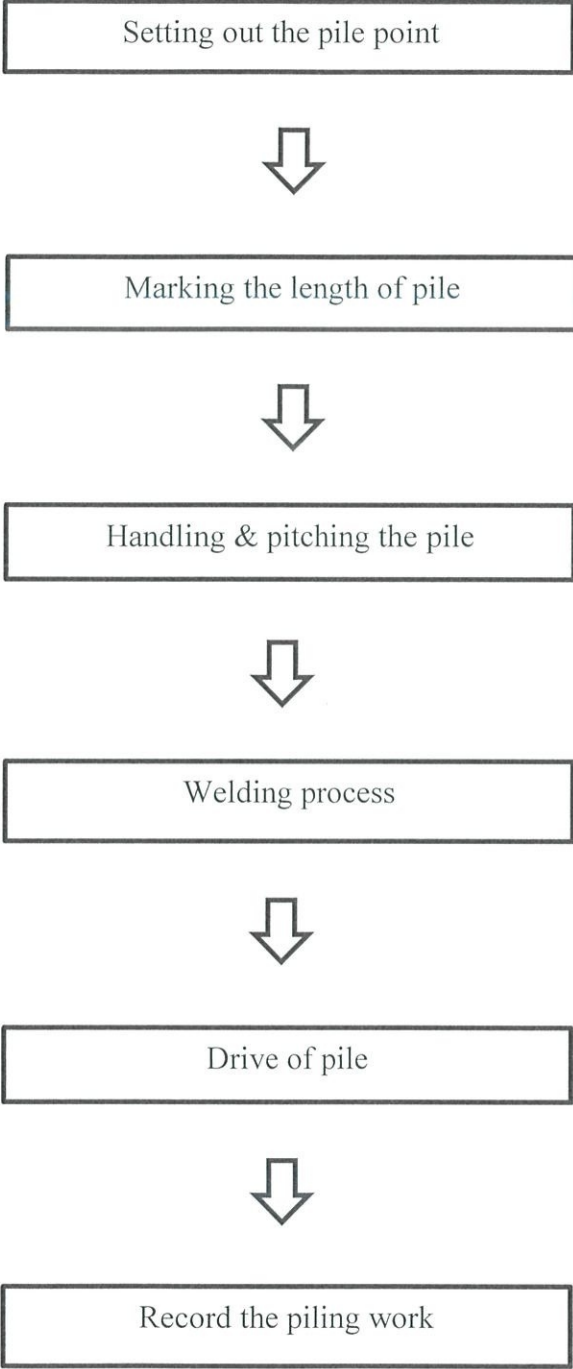 Setting out the pile point
Marking the length of pile
Handling & pitching the pile
Welding process
Drive of pile
Record the piling work